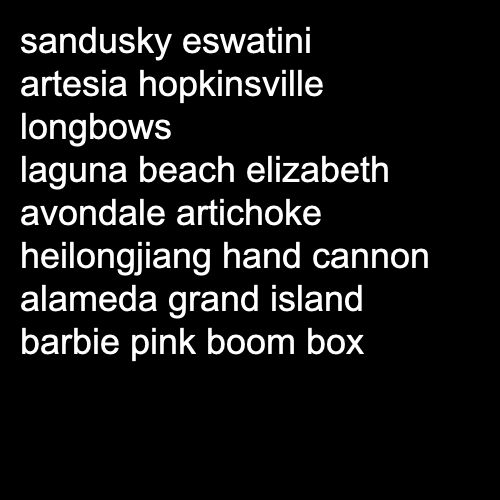 sandusky eswatini
artesia hopkinsville
longbows
laguna beach elizabeth
avondale artichoke
heilongjiang hand cannon
alameda grand island
barbie pink boom box